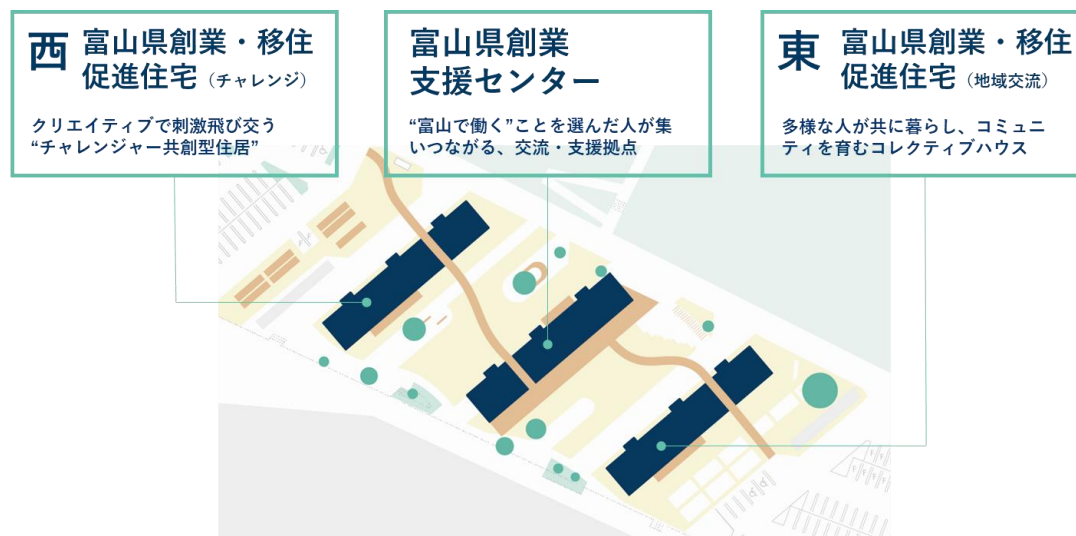 西
富山県創業・移住
促進住宅（チャレンジ）
クリエイティブで刺激飛び交う
“チャレンジャー共創型住居”
富山県創業
支援センター
“富山で働く”ことを選んだ人が集
いつながる、交流・支援拠点
東
富山県創業・移住
促進住宅（地域交流）
多様な人が共に暮らし、コミュニ
ティを育むコレクティブハウス